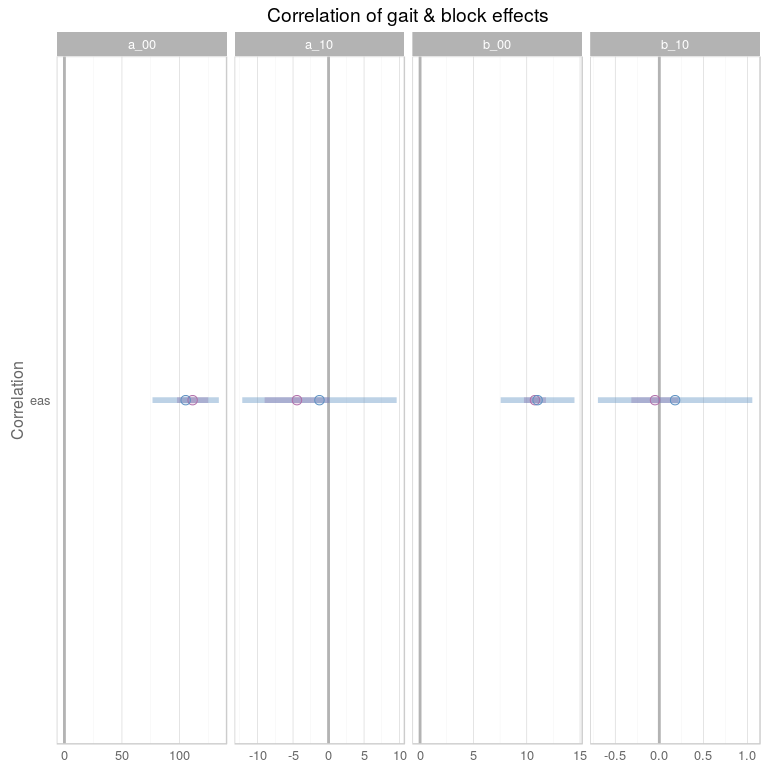 Correlation of gait & block effects
a_00 a_10 b_00 b_10
Correlation
eas
0 50 100 -10 -5 0 5 10 0 5 10 15 -0.5 0.0 0.5 1.0